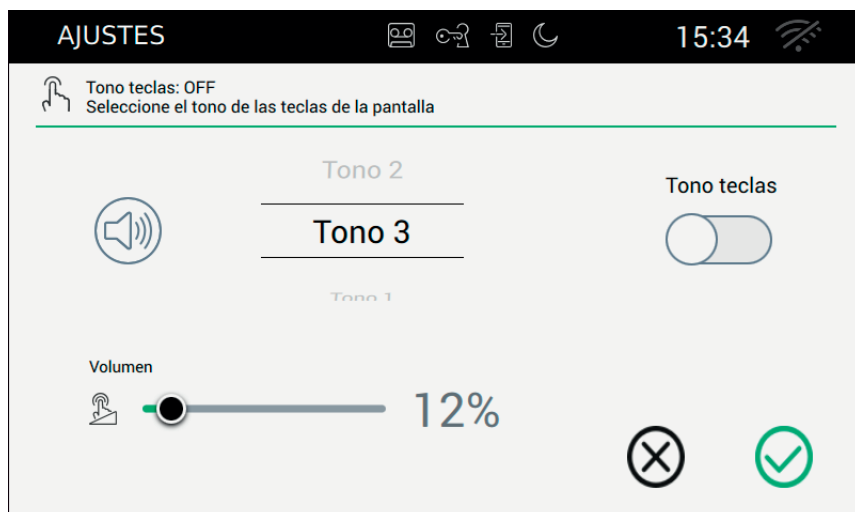 AJUSTES
15:34
Tono teclas: OFF
Seleccione el tono de las teclas de la pantalla
Tono 2
Tono teclas
Tono 3
Tono 1
Volumen
12%